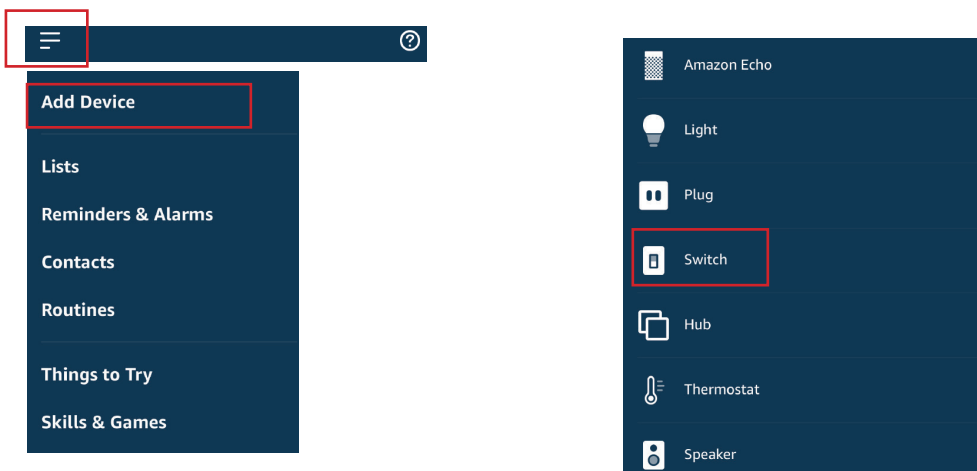 Add Device
Lists
Reminders & Alarms
Contacts
Routines
Things to Try
Skills & Games
Amazon Echo
Light
Plug
Switch
Hub
Thermostat
Speaker